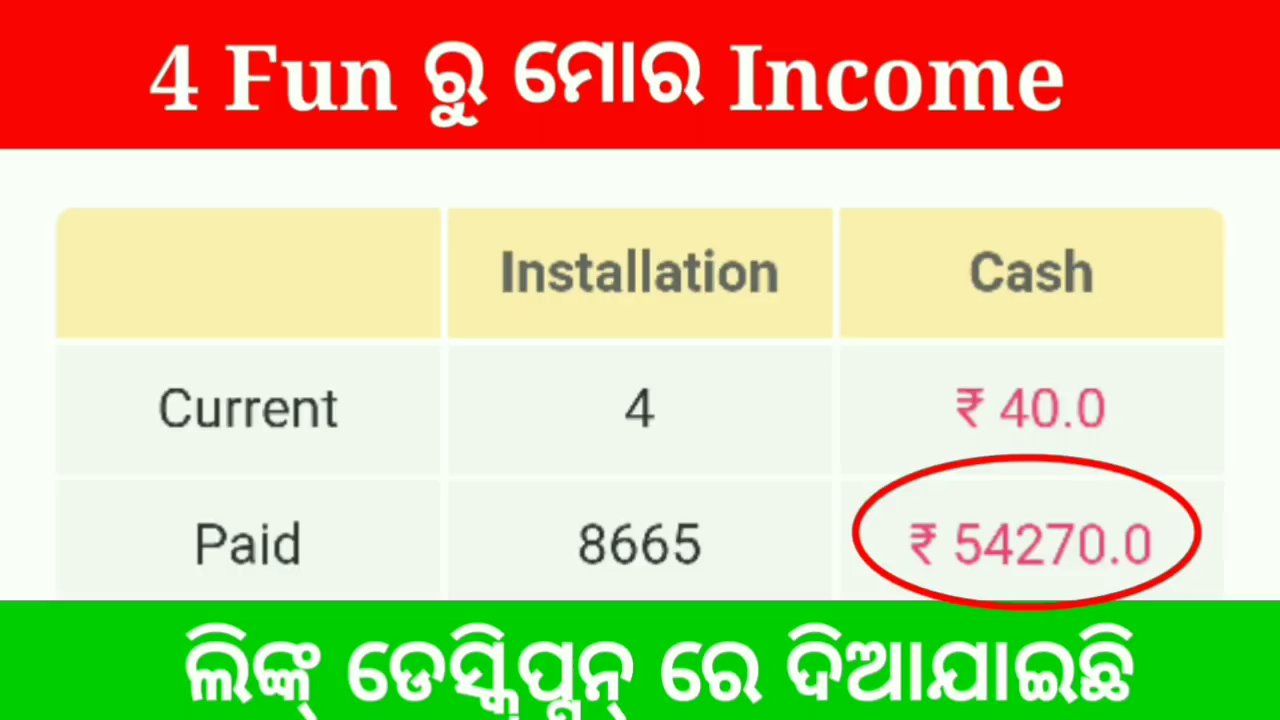 4 Fun ରୁ ମୋର Income
Installation Cash
Current 4 ₹ 40.0
Paid 8665 ₹ 54270.0
ଲିଙ୍କ୍ ଡେସ୍କ୍ରିପ୍ସନ୍ ରେ ଦିଆଯାଇଛି